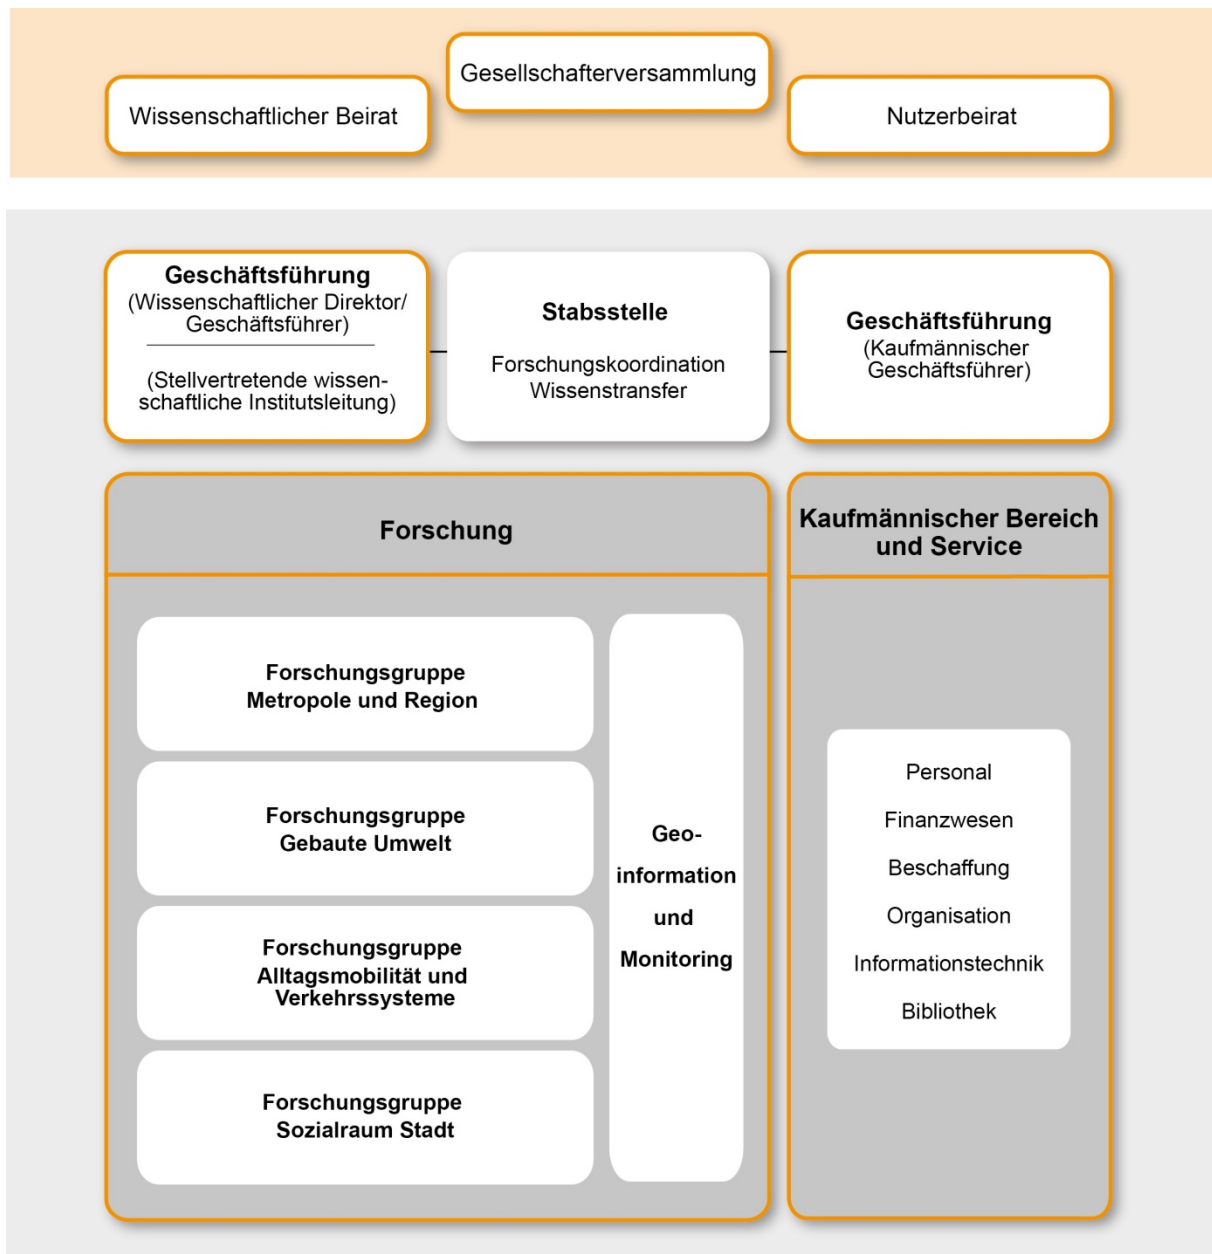 Gesellschafterversammlung
Wissenschaftlicher Beirat
Nutzerbeirat
Geschäftsführung
(Wissenschaftlicher Direktor/
Geschäftsführer)
(Stellvertretende wissen-
schaftliche Institutsleitung)
Stabsstelle
Forschungskoordination
Wissenstransfer
Geschäftsführung
(Kaufmännischer
Geschäftsführer)
Forschung
Forschungsgruppe
Metropole und Region
Forschungsgruppe
Gebaute Umwelt
Forschungsgruppe
Alltagsmobilität und
Verkehrssysteme
Forschungsgruppe
Sozialraum Stadt
Geo-
information
und
Monitoring
Kaufmännischer Bereich
und Service
Personal
Finanzwesen
Beschaffung
Organisation
Informationstechnik
Bibliothek